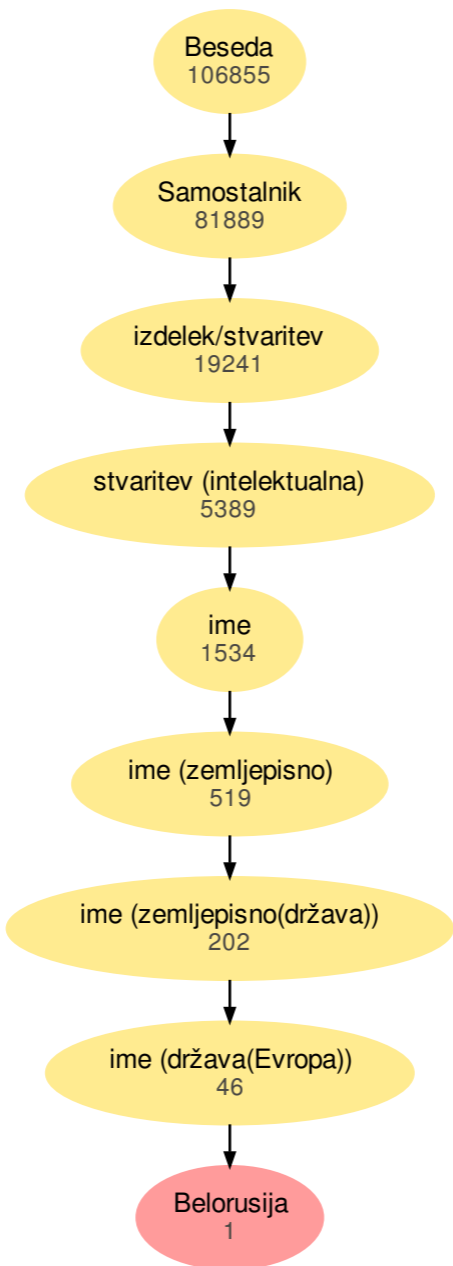 Beseda
106855
Samostalnik
81889
izdelek/stvaritev
19241
stvaritev (intelektualna)
5389
ime
1534
ime (zemljepisno)
519
ime (zemljepisno(država))
202
ime (država(Evropa))
46
Belorusija
1